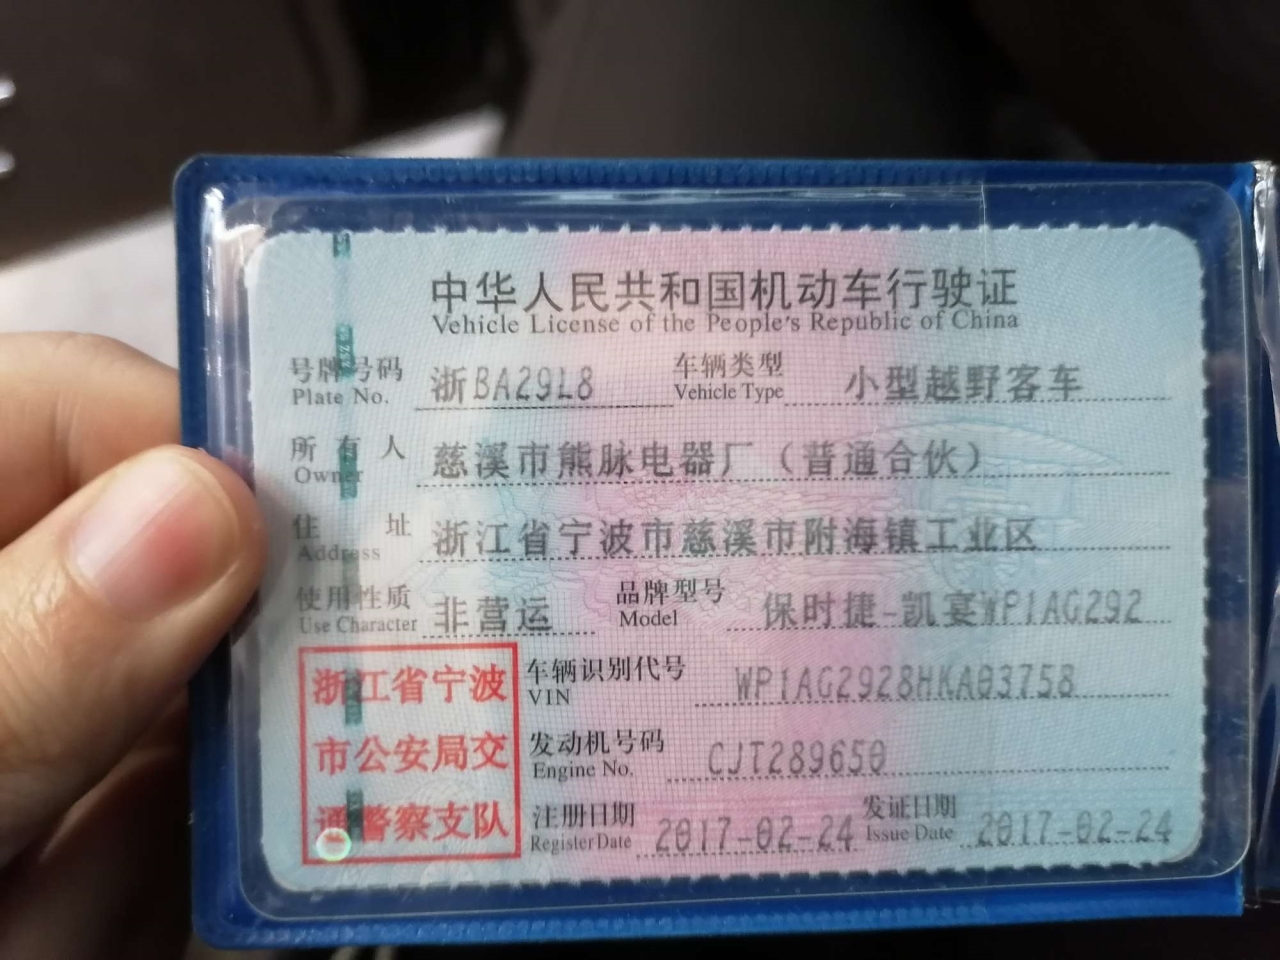 中华人民共和国机动车行驶证
Vehicle License of the People's Republic of China
号牌号码 浙BA29L8 车辆类型 小型越野客车
Plate No. Vehicle Type
所有人 慈溪市熊脉电器厂（普通合伙）
Owner
住址 浙江省宁波市慈溪市附海镇工业区
Address
使用性质 非营运 品牌型号 保时捷-凯宴WP1AG292
Use Character Model
浙江省宁波
市公安局交
通警察支队
车辆识别代号 WP1AG2928HKA03758
VIN
发动机号码 CJT289650
Engine No.
注册日期 2017-02-24 发证日期 2017-02-24
Register Date Issue Date